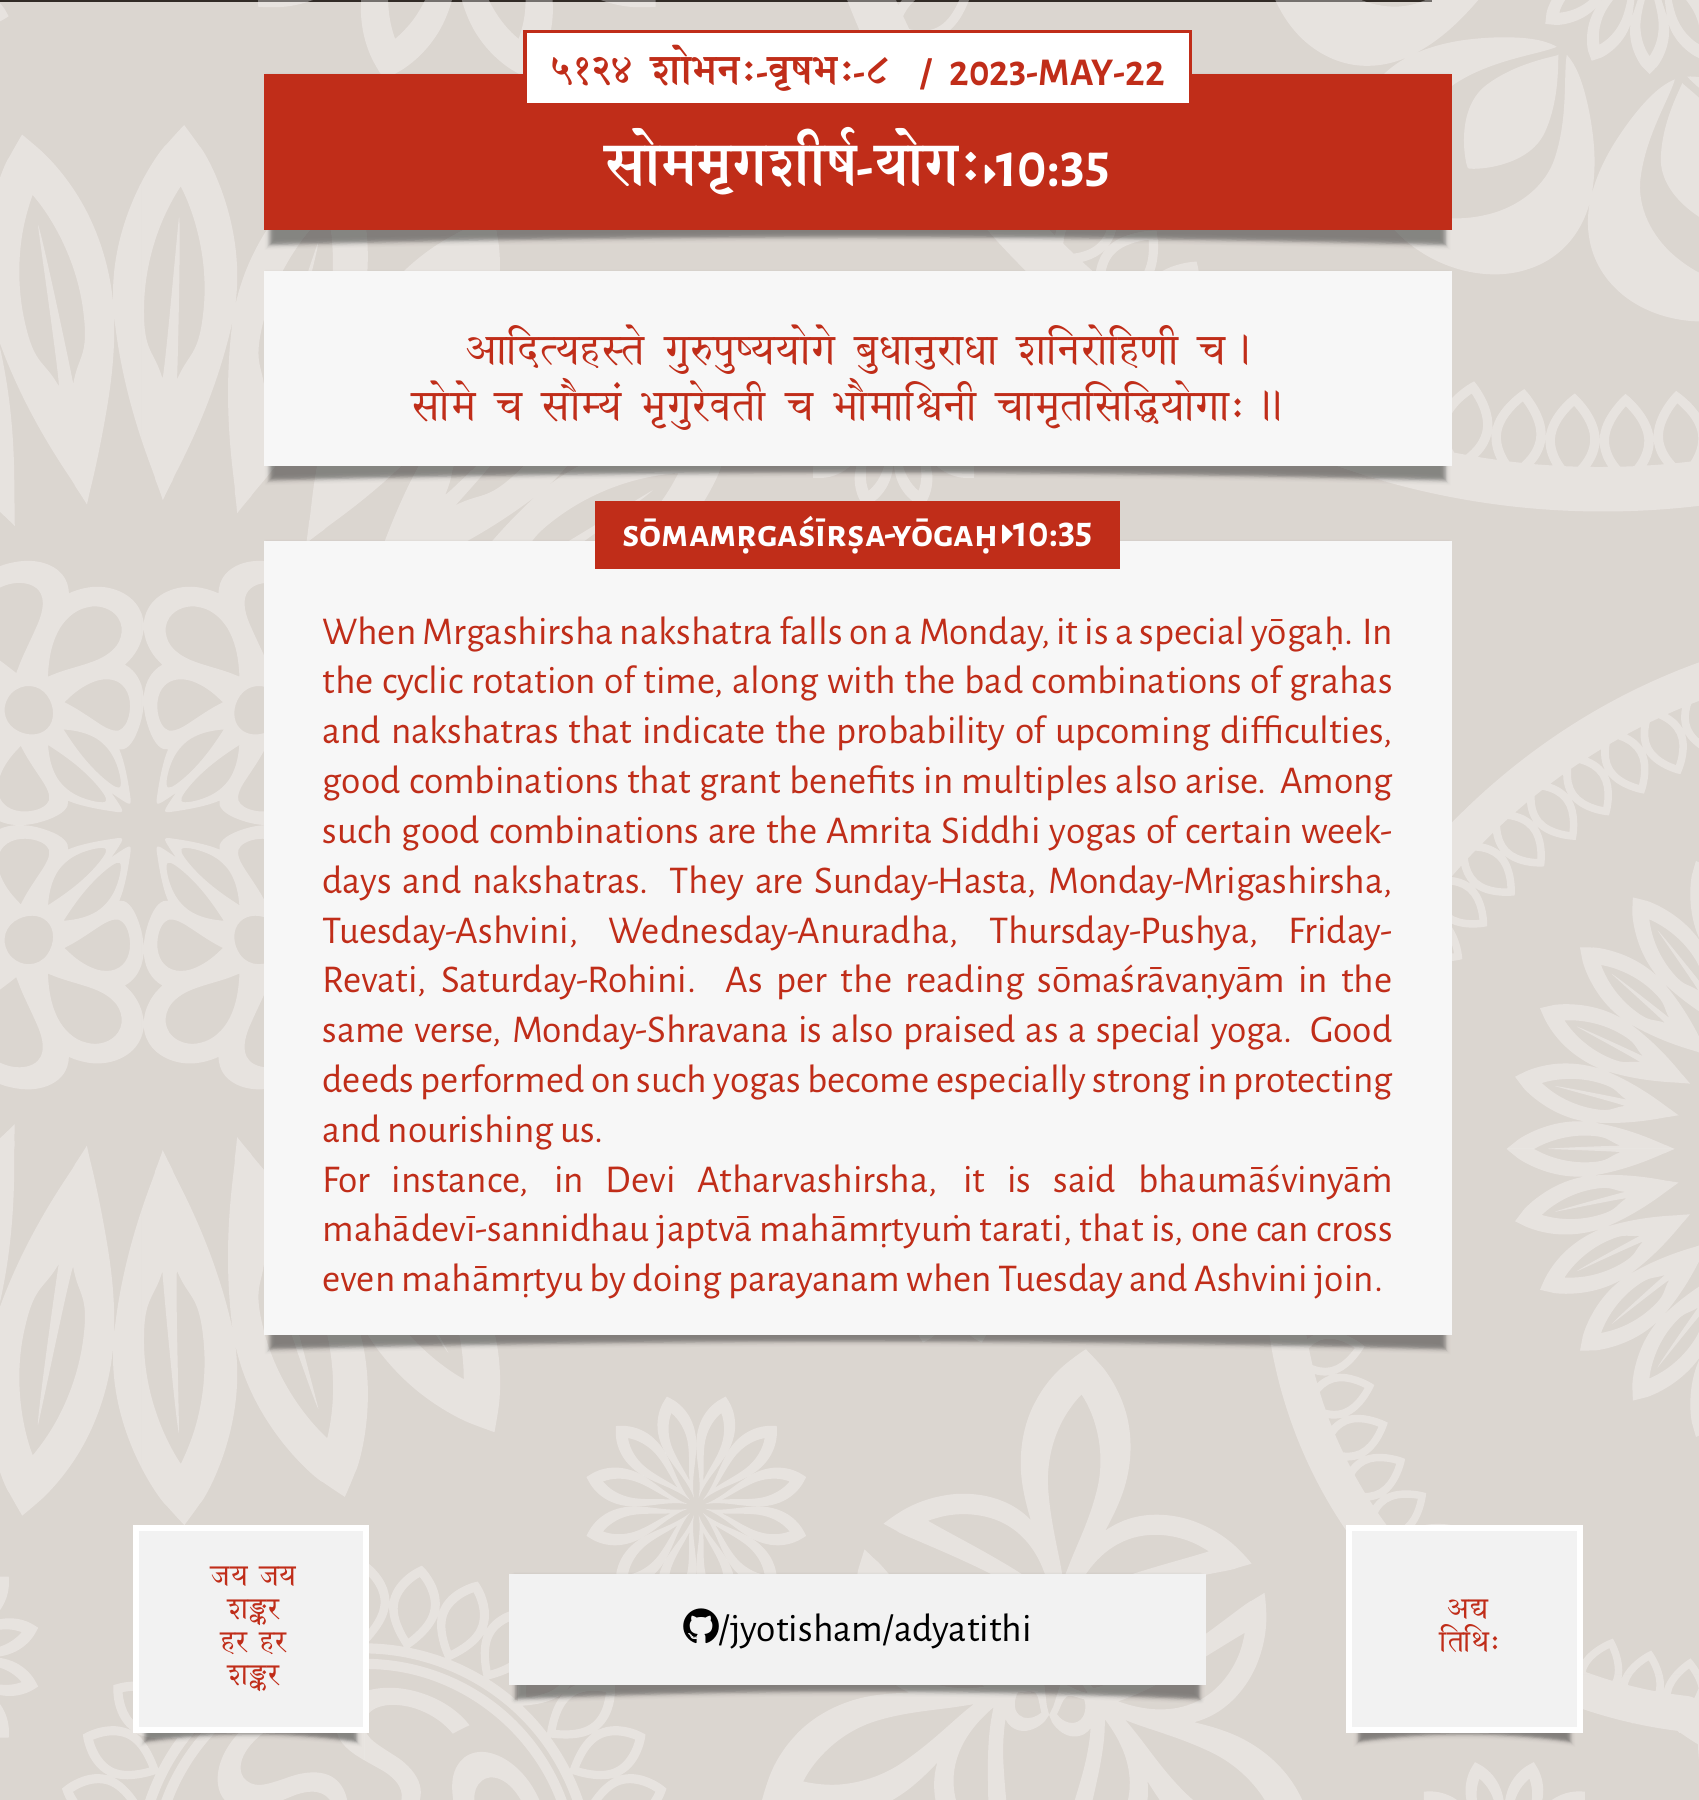 ५१२४ शोभनः-वृषभः-८ / 2023-MAY-22
सोममृगशीर्ष-योगः▸10:35
आदित्यहस्ते गुरुपुष्ययोगे बुधानुराधा शनिरोहिणी च।
सोमे च सौम्यं भृगुरेवती च भौमाश्विनी चामृतसिद्धियोगाः॥
SŌMAMṚGAŚĪRṢA-YŌGAḤ▸10:35
When Mrgashirsha nakshatra falls on a Monday, it is a special yōgaḥ. In
the cyclic rotation of time, along with the bad combinations of grahas
and nakshatras that indicate the probability of upcoming difficulties,
good combinations that grant benefits in multiples also arise. Among
such good combinations are the Amrita Siddhi yogas of certain week-
days and nakshatras. They are Sunday-Hasta, Monday-Mrigashirsha,
Tuesday-Ashvini, Wednesday-Anuradha, Thursday-Pushya, Friday-
Revati, Saturday-Rohini. As per the reading sōmaśrāvaṇyām in the
same verse, Monday-Shravana is also praised as a special yoga. Good
deeds performed on such yogas become especially strong in protecting
and nourishing us.
For instance, in Devi Atharvashirsha, it is said bhaumāśvinyāṁ
mahādevī-sannidhau japtvā mahāmṛtyuṁ tarati, that is, one can cross
even mahāmṛtyu by doing parayanam when Tuesday and Ashvini join.
जय जय
शङ्कर
हर हर
शङ्कर
/jyotisham/adyatithi
अद्य
तिथिः